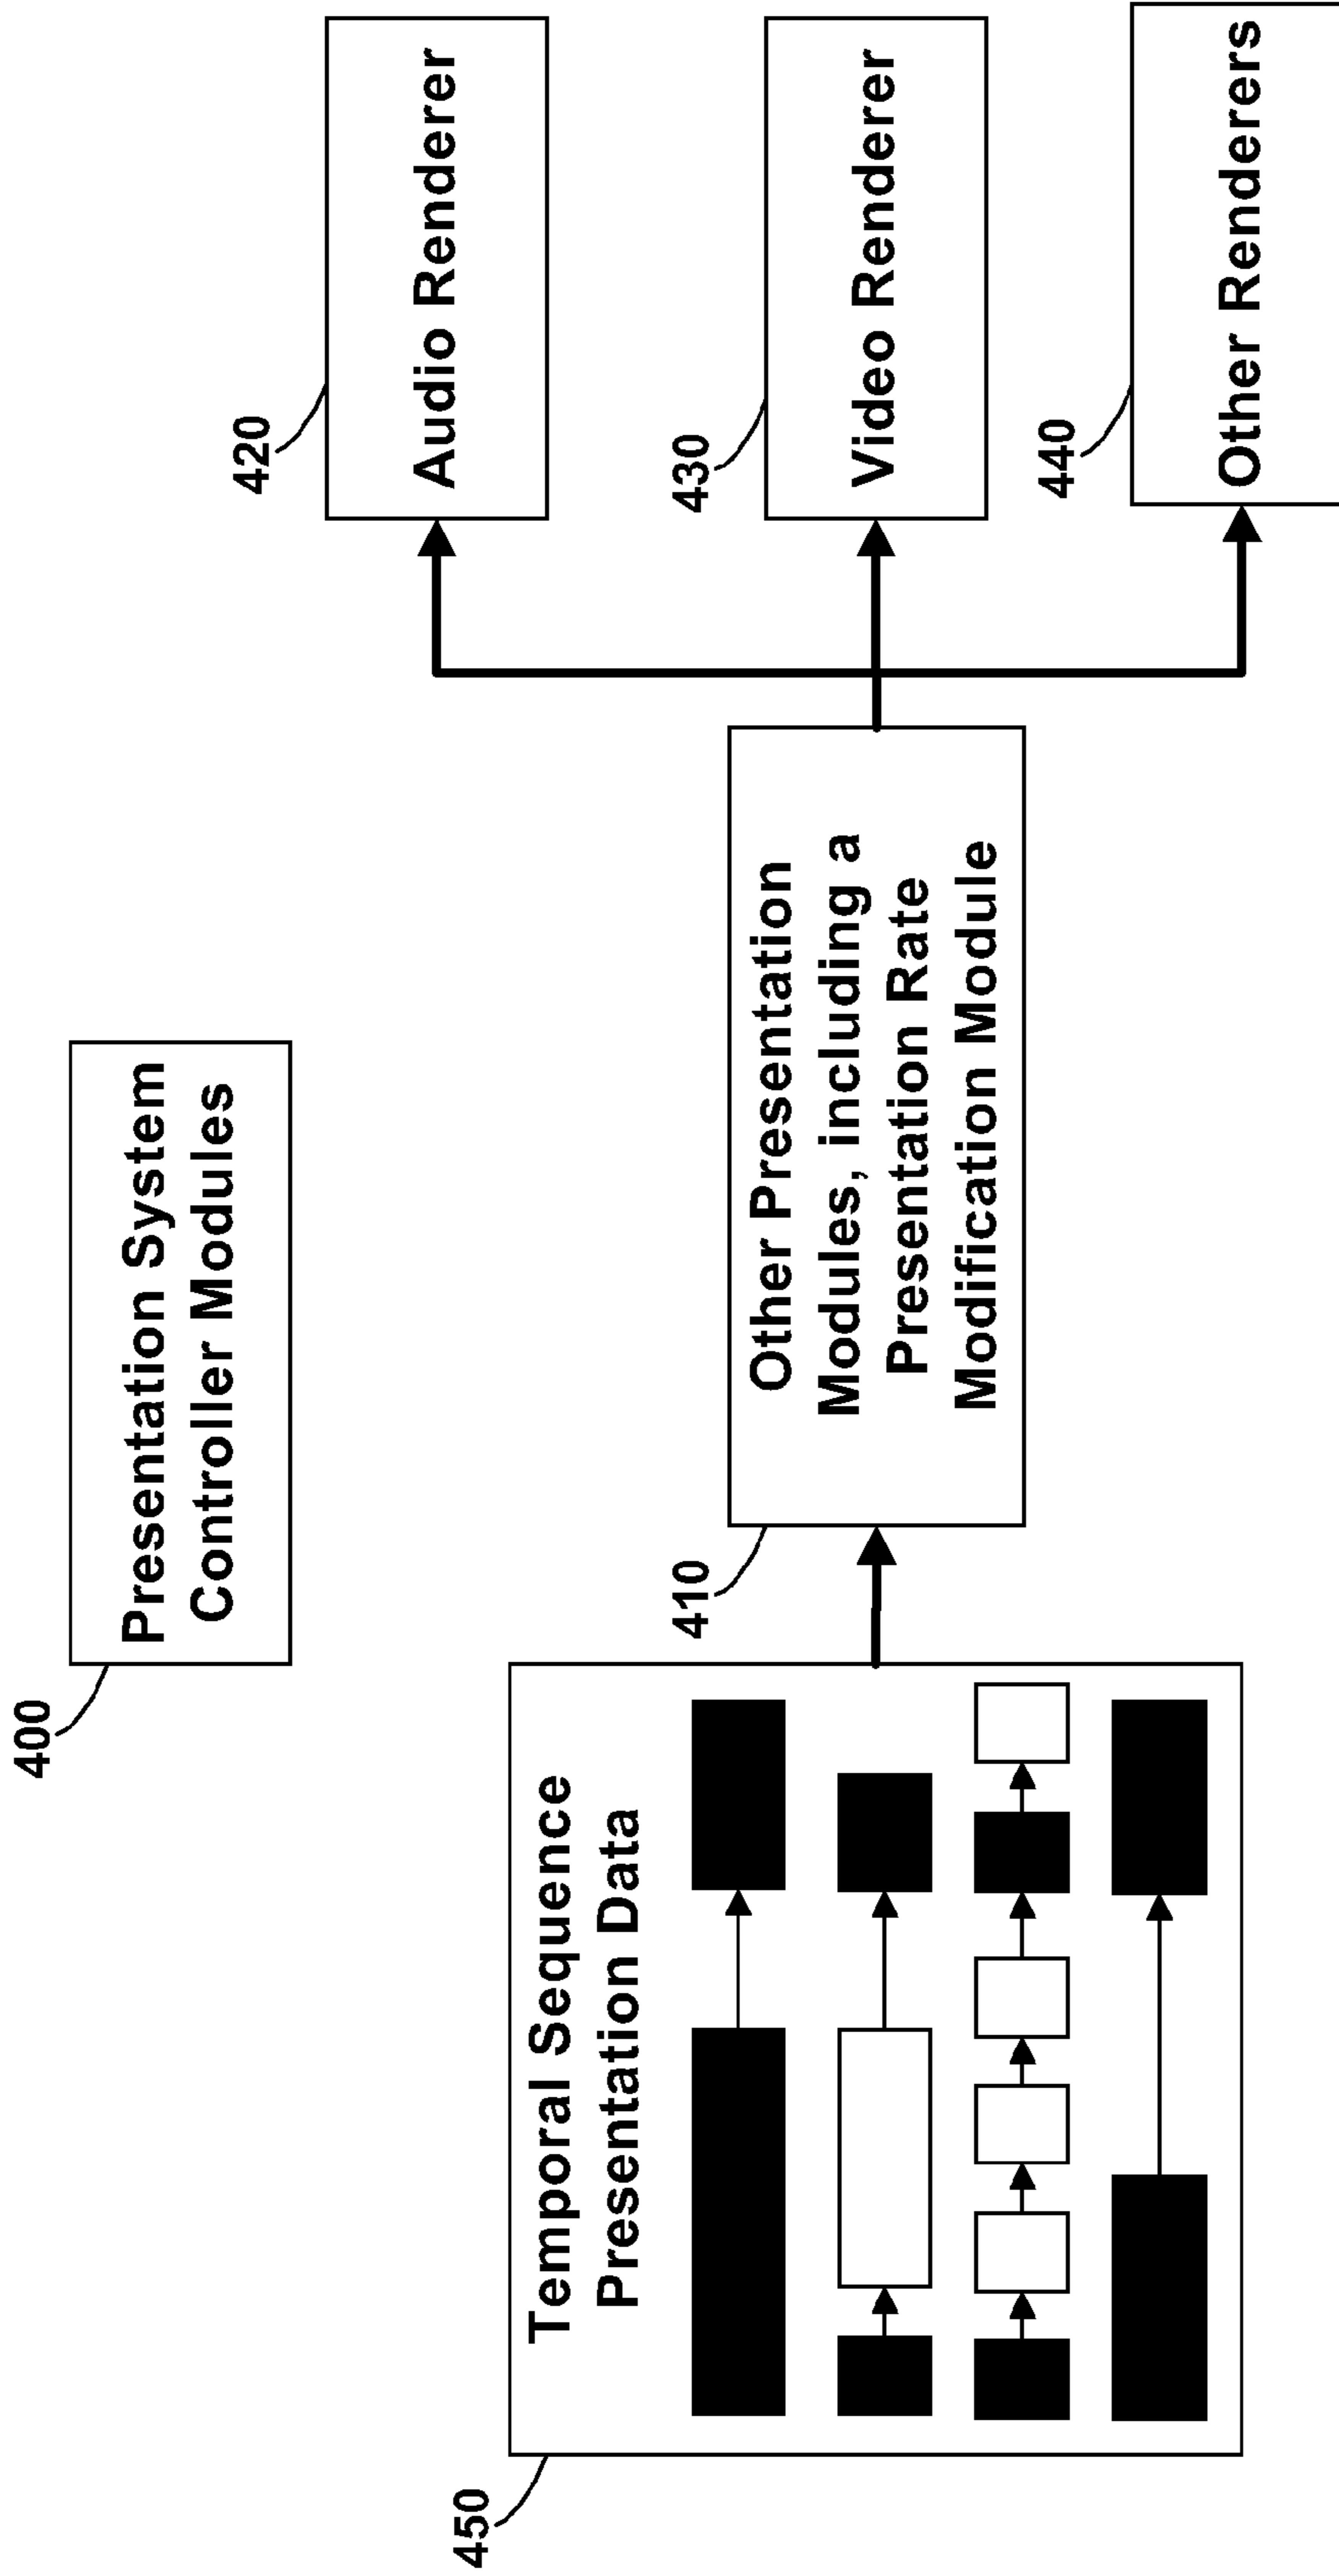 400
Presentation System
Controller Modules
450
Temporal Sequence
Presentation Data
410
Other Presentation
Modules, including a
Presentation Rate
Modification Module
420
Audio Renderer
430
Video Renderer
440
Other Renderers